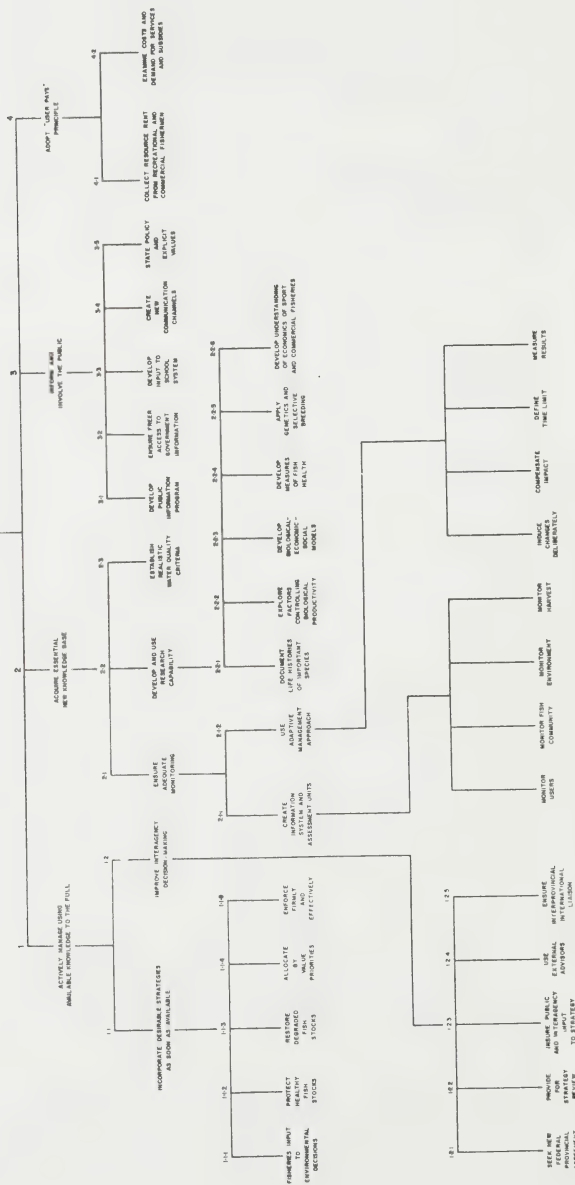 1
ACTIVELY MANAGE USING
AVAILABLE KNOWLEDGE TO THE FULL
1.1
INCORPORATE DESIRABLE STRATEGIES
AS SOON AS AVAILABLE
1-1-1
FISHERIES INPUT
TO
ENVIRONMENTAL
DECISIONS
1-1-2
PROTECT
HEALTHY
FISH
STOCKS
1-1-3
RESTORE
DEGRADED
FISH
STOCKS
ALLOCATE
BY
VALUE
PRIORITIES
ENFORCE
FIRMLY
AND
EFFECTIVELY
1.2
IMPROVE INTERAGENCY
DECISION MAKING
1.2.1
SEEK NEW
FEDERAL
PROVINCIAL
1.2.2
PROVIDE
FOR
STRATEGY
REVIEW
1.2.3
INSURE PUBLIC
AND INTERAGENCY
INPUT
TO STRATEGY
1.2.4
USE
EXTERNAL
ADVISORS
1.2.5
ENSURE
INTERPROVINCIAL
INTERNATIONAL
LIAISON
2
ACQUIRE ESSENTIAL
NEW KNOWLEDGE BASE
2-1
ENSURE
ADEQUATE
MONITORING
CREATE
INFORMATION
SYSTEM AND
ASSESSMENT UNITS
MONITOR
USERS
MONITOR FISH
COMMUNITY
MONITOR
ENVIRONMENT
MONITOR
HARVEST
2-1-2
USE
ADAPTIVE
MANAGEMENT
APPROACH
INDUCE
CHANGES
DELIBERATELY
COMPENSATE
IMPACT
DEFINE
TIME LIMIT
MEASURE
RESULTS
2-2
DEVELOP AND USE
RESEARCH
CAPABILITY
2-2-1
DOCUMENT
LIFE HISTORIES
OF IMPORTANT
SPECIES
2-2-2
EXPLORE
FACTORS
CONTROLLING
BIOLOGICAL
PRODUCTIVITY
2-2-3
DEVELOP
BIOLOGICAL-
ECONOMIC-
SOCIAL
MODELS
2-2-4
DEVELOP
MEASURES
OF FISH
HEALTH
2-2-5
APPLY
GENETICS AND
SELECTIVE
BREEDING
2-2-6
DEVELOP UNDERSTANDING
OF ECONOMICS OF SPORT
AND COMMERCIAL FISHERIES
2-3
ESTABLISH
REALISTIC
WATER QUALITY
CRITERIA
3
INFORM AND
INVOLVE THE PUBLIC
3-1
DEVELOP
PUBLIC
INFORMATION
PROGRAM
3-2
ENSURE FREER
ACCESS TO
GOVERNMENT
INFORMATION
3-3
DEVELOP
INPUT TO
SCHOOL
SYSTEM
3-4
CREATE
NEW
COMMUNICATION
CHANNELS
3-5
STATE POLICY
AND
EXPLICIT
VALUES
4
ADOPT "USER PAYS"
PRINCIPLE
4-1
COLLECT RESOURCE RENT
FROM RECREATIONAL AND
COMMERCIAL FISHERMEN
4-2
EXAMINE COSTS AND
DEMAND FOR SERVICES
AND SUBSIDIES